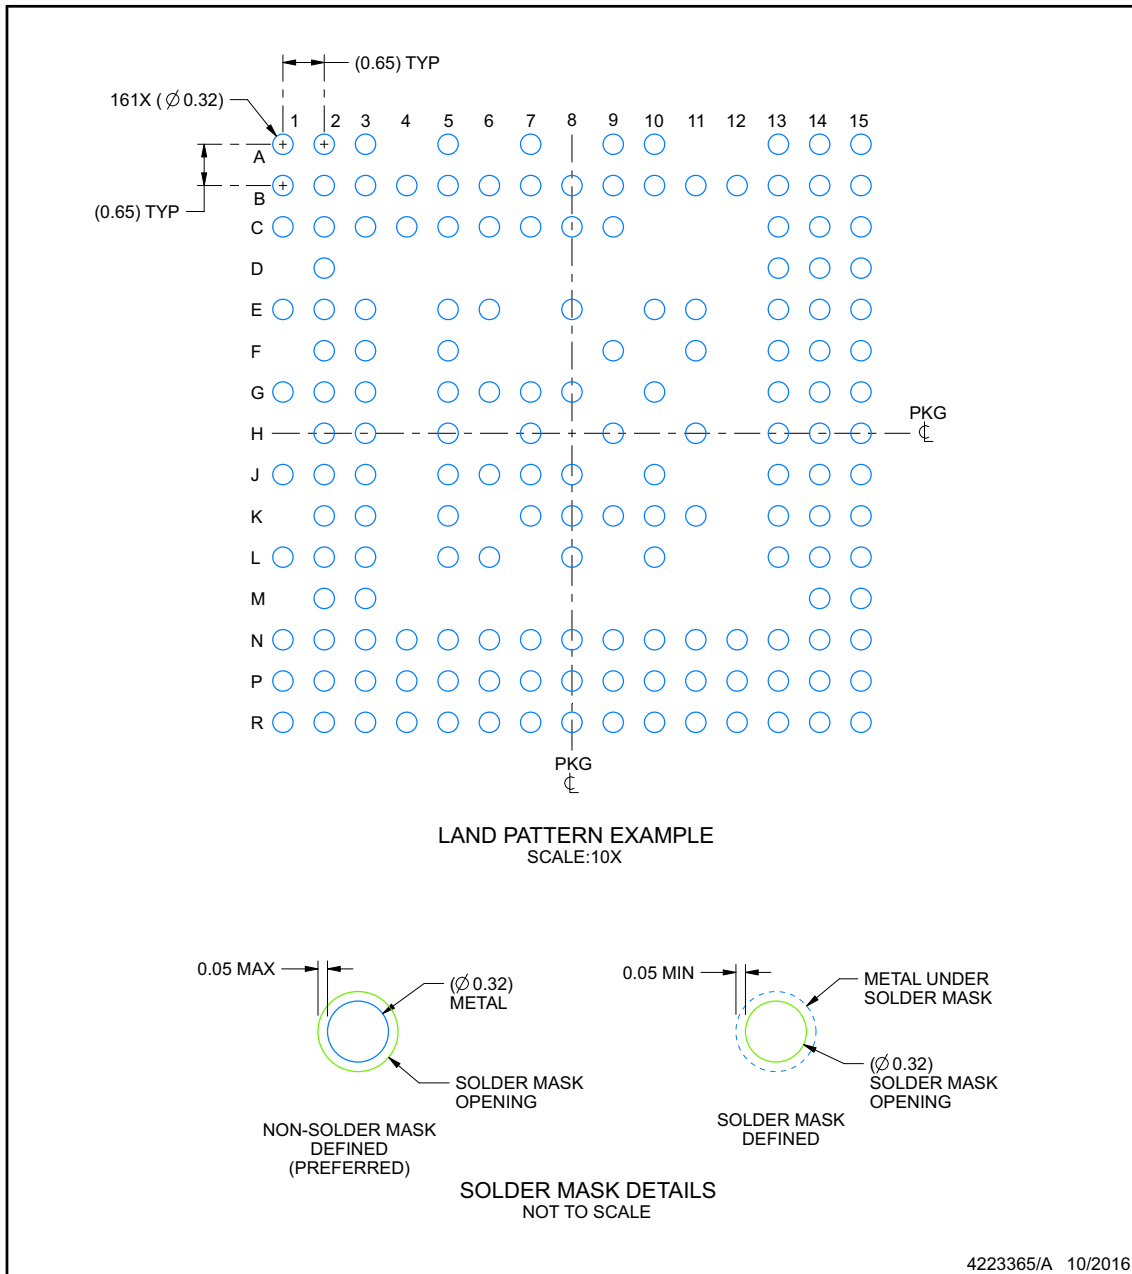 (0.65) TYP
161X (∅ 0.32)
1 2 3 4 5 6 7 8 9 10 11 12 13 14 15
A
B
(0.65) TYP
C
D
E
F
G
PKG
H
J
K
L
M
N
P
R
PKG
LAND PATTERN EXAMPLE
SCALE:10X
0.05 MAX
(∅ 0.32)
METAL
SOLDER MASK
OPENING
NON-SOLDER MASK
DEFINED
(PREFERRED)
0.05 MIN
METAL UNDER
SOLDER MASK
(∅ 0.32)
SOLDER MASK
OPENING
SOLDER MASK
DEFINED
SOLDER MASK DETAILS
NOT TO SCALE
4223365/A 10/2016